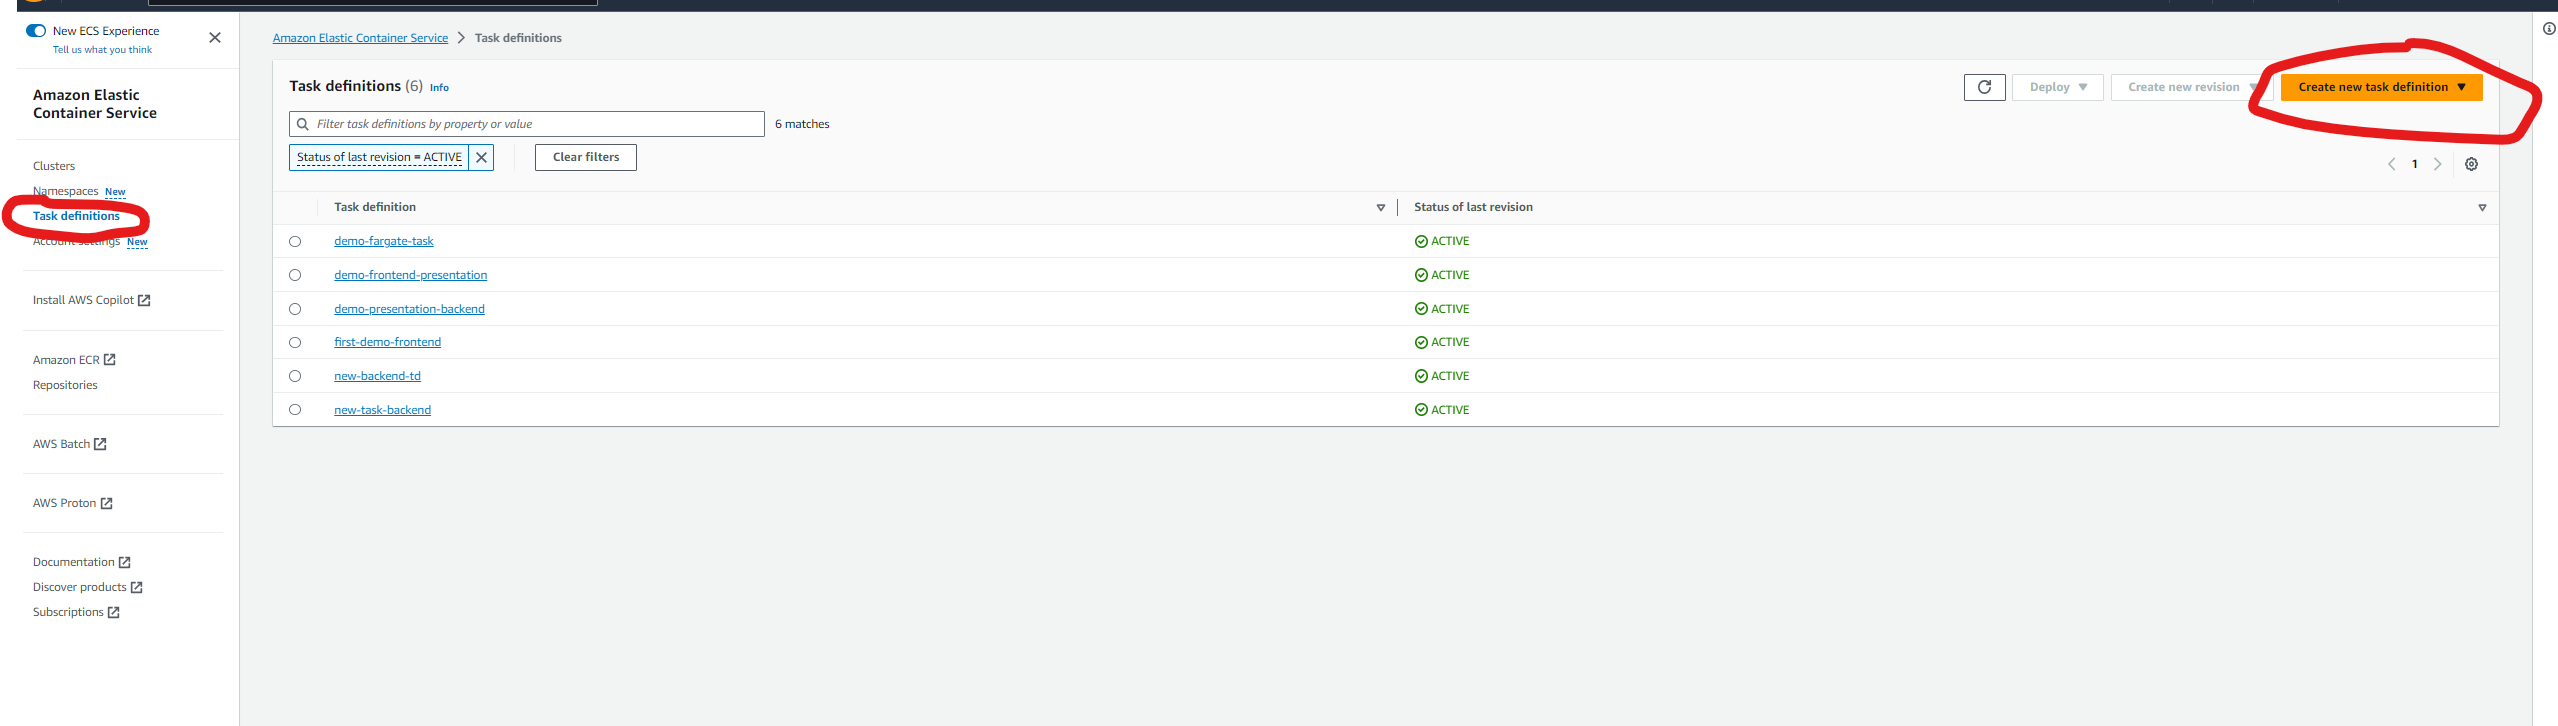 New ECS Experience
Tell us what you think
Amazon Elastic
Container Service
Clusters
Namespaces New
Task definitions
Account settings New
Install AWS Copilot
Amazon ECR
Repositories
AWS Batch
AWS Proton
Documentation
Discover products
Subscriptions
Amazon Elastic Container Service > Task definitions
Task definitions (6) Info
Deploy
Create new revision
Create new task definition
Filter task definitions by property or value
6 matches
Status of last revision = ACTIVE
Clear filters
1
Task definition Status of last revision
demo-fargate-task ACTIVE
demo-frontend-presentation ACTIVE
demo-presentation-backend ACTIVE
first-demo-frontend ACTIVE
new-backend-td ACTIVE
new-task-backend ACTIVE